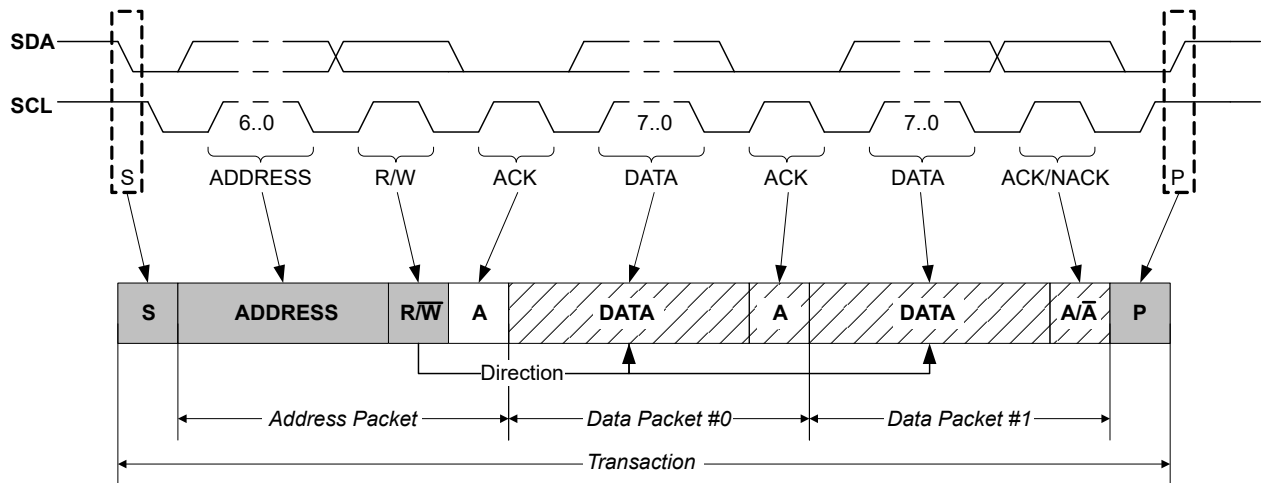 SDA
SCL
6..0 7..0 7..0
S ADDRESS R/W ACK DATA ACK DATA ACK/NACK P
S ADDRESS R/W̅ A DATA A DATA A/A̅ P
Direction
Address Packet Data Packet #0 Data Packet #1
Transaction